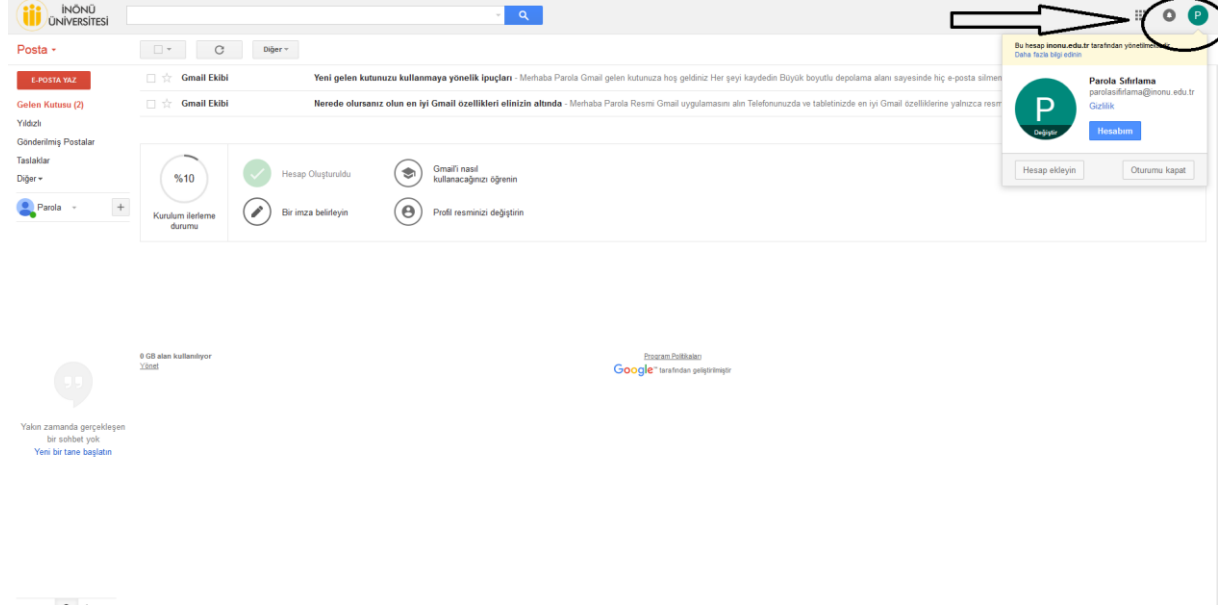 İNÖNÜ
ÜNİVERSİTESİ
P
Posta
Diğer
Bu hesap inonu.edu.tr tarafından
Daha fazla bilgi edinin
E-POSTA YAZ
Gmail Ekibi Yeni gelen kutunuzu kullanmaya yönelik ipuçları - Merhaba Parola Gmail gelen kutunuza hoş geldiniz Her şeyi kaydedin Büyük boyutlu depolama alanı sayesinde hiç e-posta silmen
Gelen Kutusu (2)
Gmail Ekibi Nerede olursanız olun en iyi Gmail özellikleri elinizin altında - Merhaba Parola Resmi Gmail uygulamasını alın Telefonunuzda ve tabletinizde en iyi Gmail özelliklerine yalnızca resm
Yıldızlı
Gönderilmiş Postalar
Taslaklar
Diğer
Parola
P
Değiştir
Parola Sıfırlama
parolasifirlama@inonu.edu.tr
Gizlilik
Hesabım
Hesap ekleyin
Oturumu kapat
%10
Kurulum ilerleme
durumu
Hesap Oluşturuldu
Gmail'i nasıl
kullanacağınızı öğrenin
Bir imza belirleyin
Profil resminizi değiştirin
0 GB alan kullanılıyor
Yönet
Program Politikaları
Google™ tarafından geliştirilmiştir
Yakın zamanda gerçekleşen
bir sohbet yok
Yeni bir tane başlatın